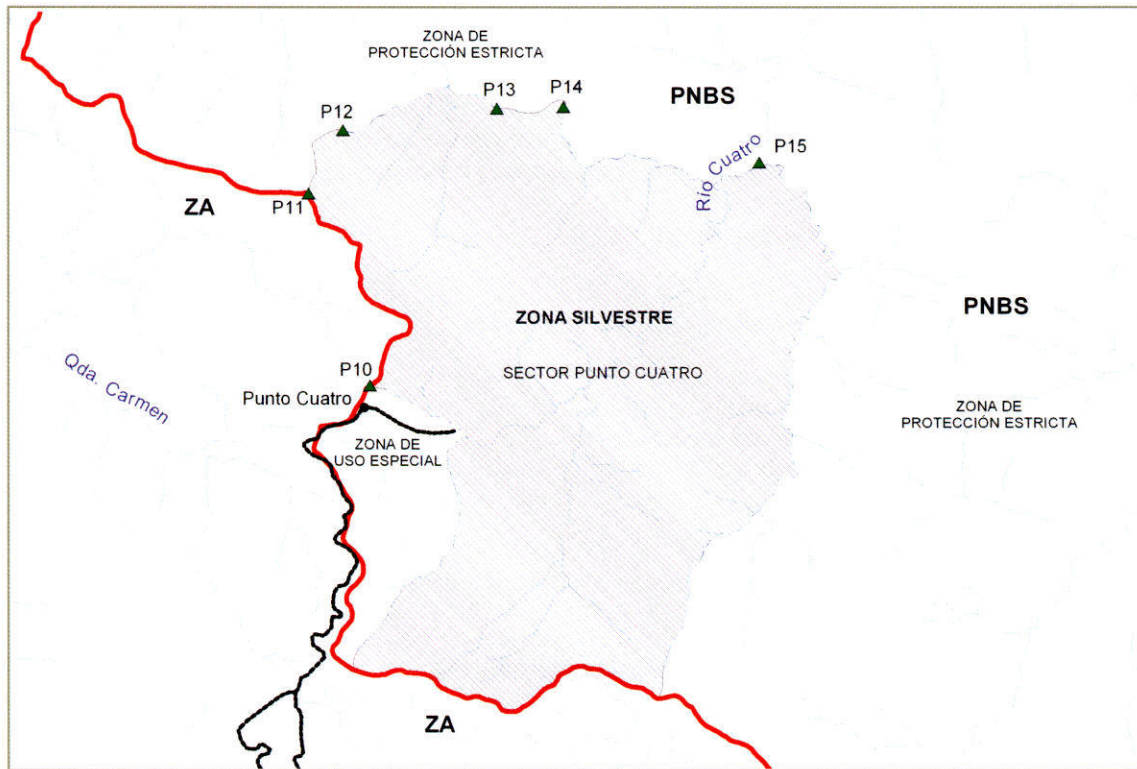 ZONA DE
PROTECCIÓN ESTRICTA
P13
P14
PNBS
P12
Río Cuatro
P15
ZA
P11
PNBS
ZONA SILVESTRE
Qda. Carmen
P10
SECTOR PUNTO CUATRO
Punto Cuatro
ZONA DE
PROTECCIÓN ESTRICTA
ZONA DE
USO ESPECIAL
ZA